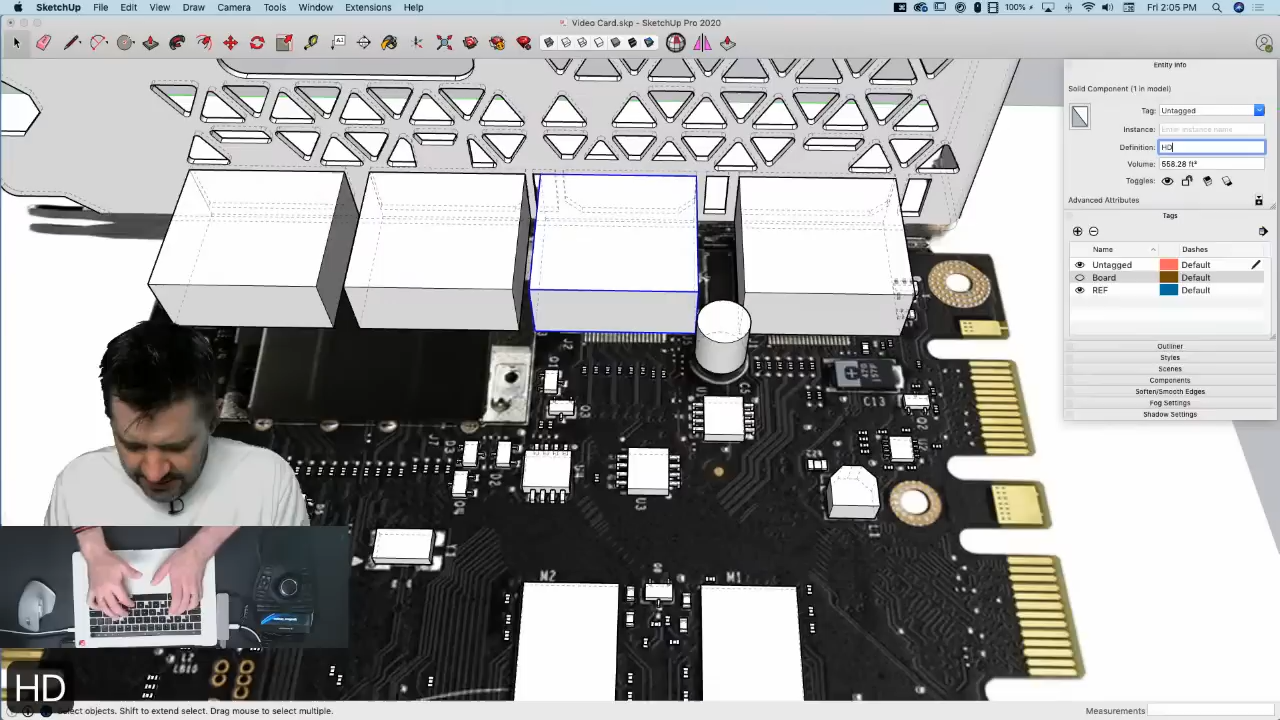 SketchUp File Edit View Draw Camera Tools Window Extensions Help
100% Fri 2:05 PM
Video Card.skp - SketchUp Pro 2020
Entity Info
Solid Component (1 in model)
Tag: Untagged
Instance: Enter instance name
Definition: HD
Volume: 558.28 ft³
Toggles:
Advanced Attributes
Tags
Name Dashes
Untagged Default
Board Default
REF Default
Outliner
Styles
Scenes
Components
Soften/Smooth Edges
Fog Settings
Shadow Settings
J2
C13
U3
M2
M1
HD
Select objects. Shift to extend select. Drag mouse to select multiple.
Measurements